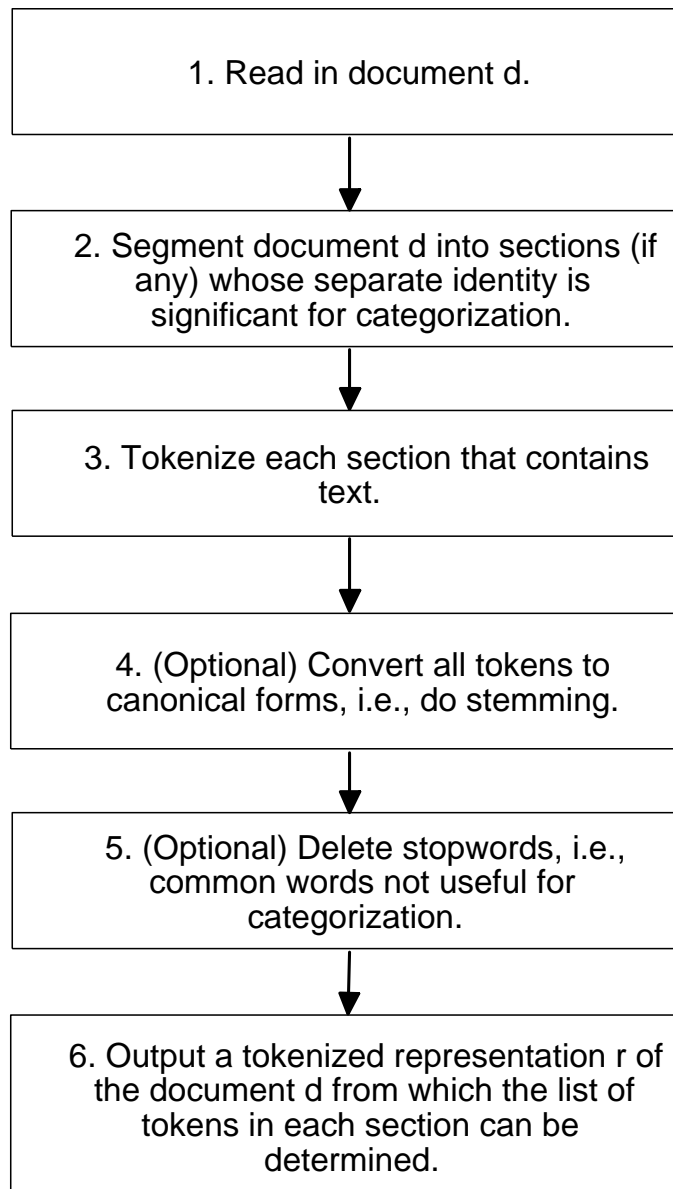 1. Read in document d.
2. Segment document d into sections (if
any) whose separate identity is
significant for categorization.
3. Tokenize each section that contains
text.
4. (Optional) Convert all tokens to
canonical forms, i.e., do stemming.
5. (Optional) Delete stopwords, i.e.,
common words not useful for
categorization.
6. Output a tokenized representation r of
the document d from which the list of
tokens in each section can be
determined.